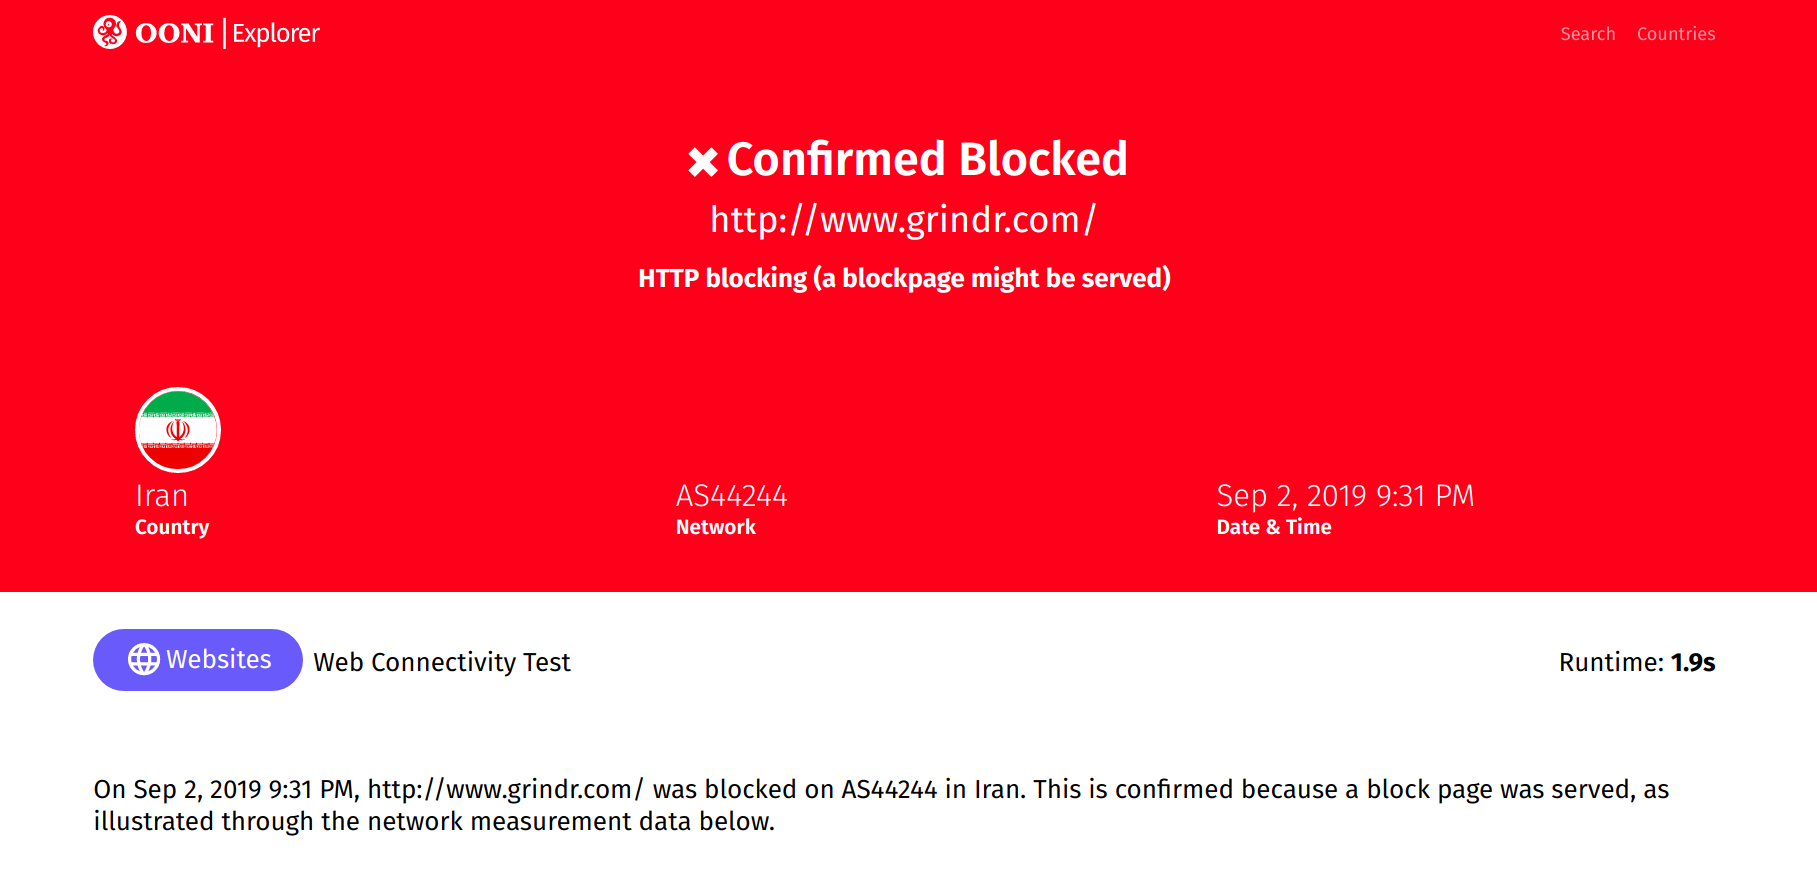 OONI | Explorer
Search Countries
✖ Confirmed Blocked
http://www.grindr.com/
HTTP blocking (a blockpage might be served)
Iran
Country
AS44244
Network
Sep 2, 2019 9:31 PM
Date & Time
Websites
Web Connectivity Test
Runtime: 1.9s
On Sep 2, 2019 9:31 PM, http://www.grindr.com/ was blocked on AS44244 in Iran. This is confirmed because a block page was served, as
illustrated through the network measurement data below.